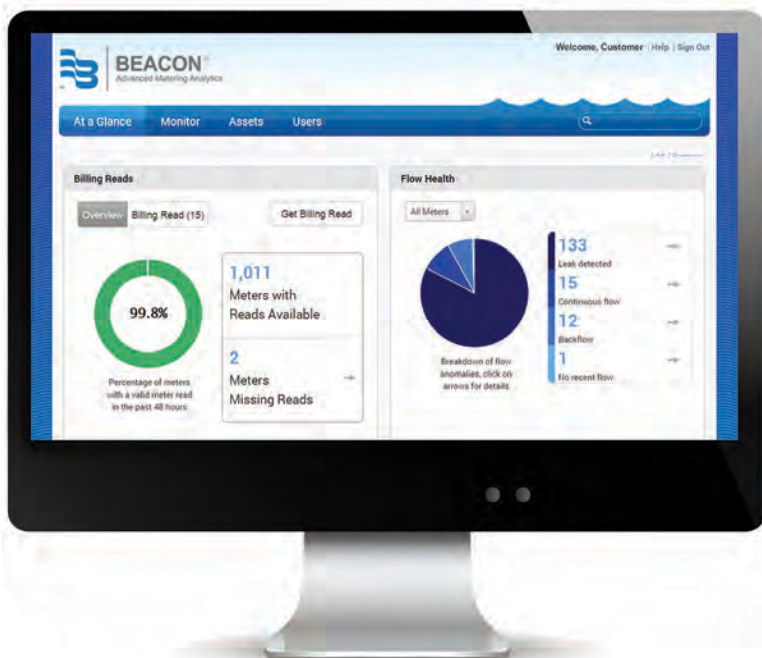 BEACON®
Advanced Metering Analytics
Welcome, Customer | Help | Sign Out
At a Glance Monitor Assets Users
Billing Reads
Overview Billing Read (15) Get Billing Read
99.8%
Percentage of meters
with a valid meter read
in the past 48 hours
1,011
Meters with
Reads Available
2
Meters
Missing Reads
Flow Health
All Meters
Breakdown of flow
anomalies, click on
arrows for details
133
Leak detected
15
Continuous flow
12
Backflow
1
No recent flow